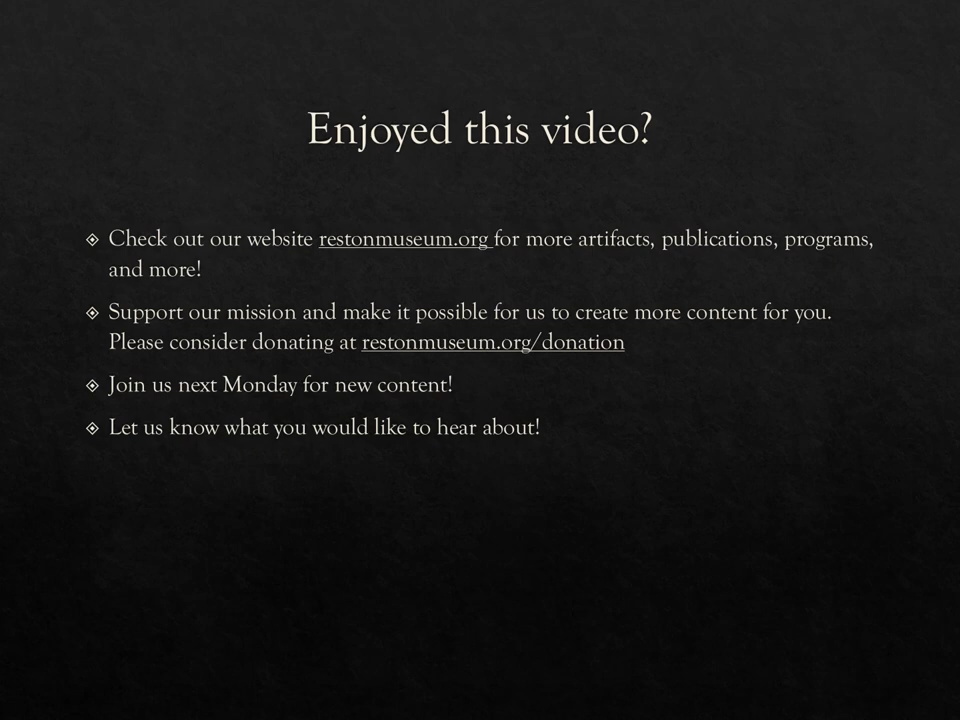 Enjoyed this video?
Check out our website restonmuseum.org for more artifacts, publications, programs,
and more!
Support our mission and make it possible for us to create more content for you.
Please consider donating at restonmuseum.org/donation
Join us next Monday for new content!
Let us know what you would like to hear about!